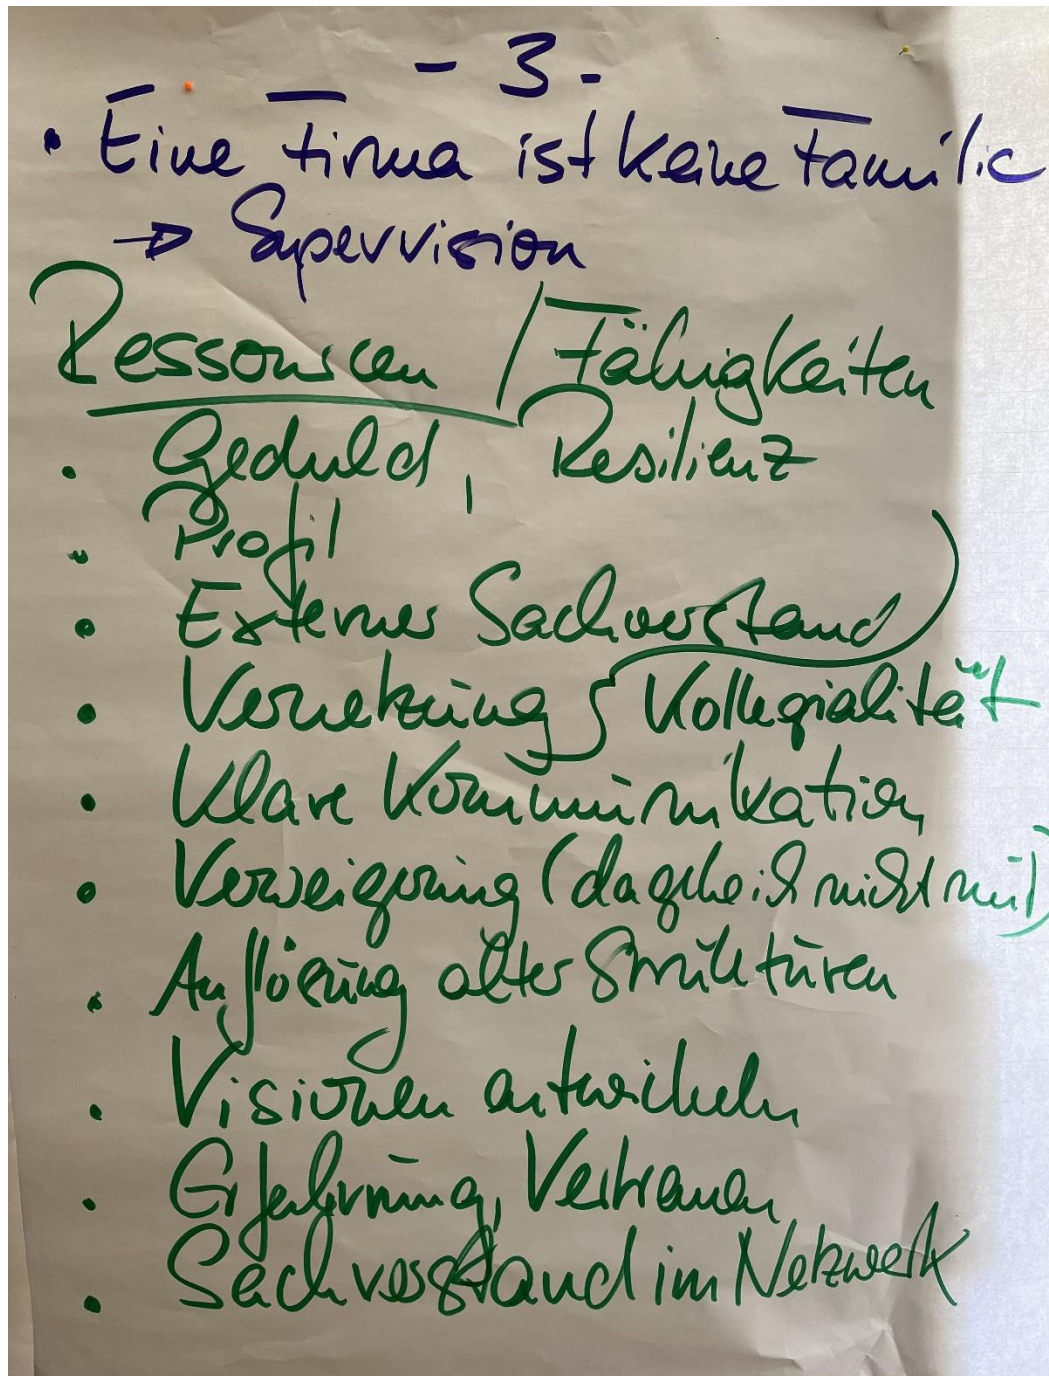 - 3 -
• Eine Firma ist keine Familie
→ Supervision
Ressourcen / Fähigkeiten
• Geduld, Resilienz
• Profil
• Externer Sachverstand
• Vernetzung Kollegialität
• Klare Kommunikation
• Verweigerung (da gehe ich nicht mit)
• Auflösung alter Strukturen
• Visionen entwickeln
• Erfahrung, Vertrauen
• Sachverstand im Netzwerk